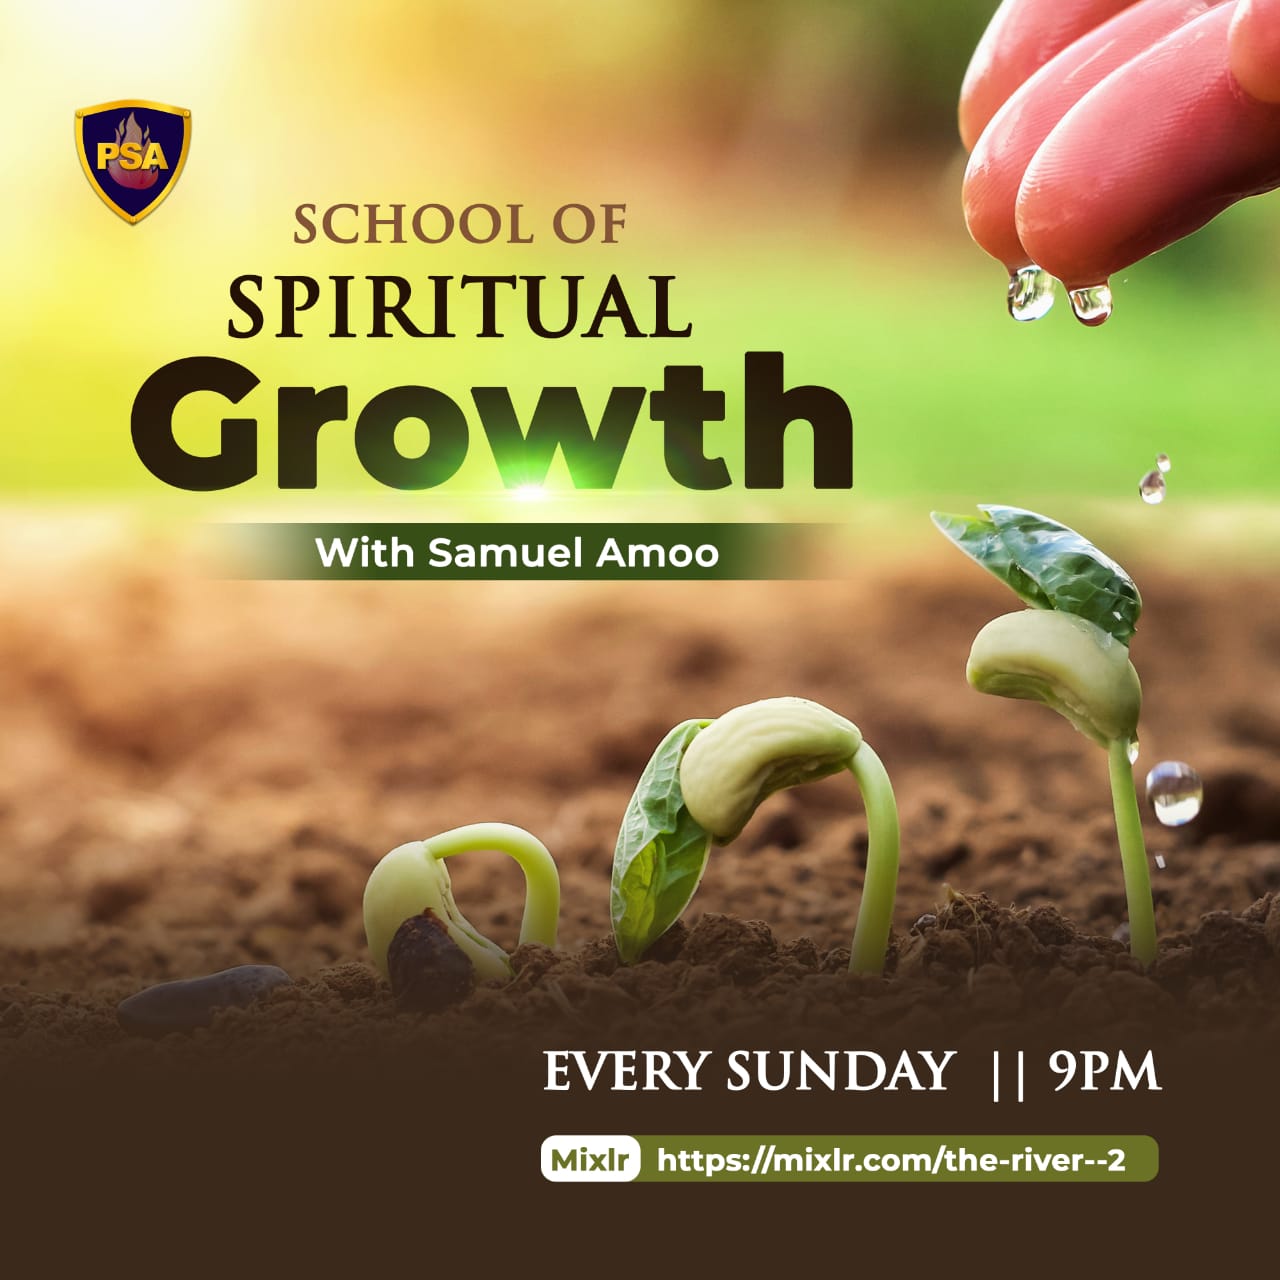 PSA
SCHOOL OF
SPIRITUAL
Growth
With Samuel Amoo
EVERY SUNDAY || 9PM
Mixlr https://mixlr.com/the-river--2